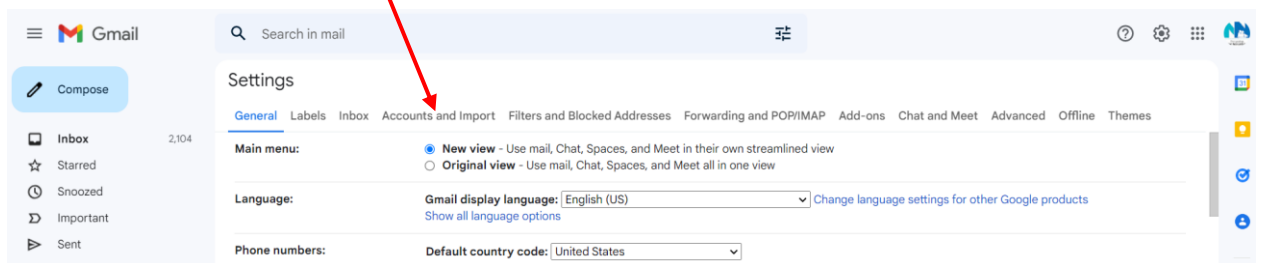 Gmail
Search in mail
Compose
Settings
General Labels Inbox Accounts and Import Filters and Blocked Addresses Forwarding and POP/IMAP Add-ons Chat and Meet Advanced Offline Themes
Inbox 2,104
Starred
Snoozed
Important
Sent
Main menu: New view - Use mail, Chat, Spaces, and Meet in their own streamlined view
Original view - Use mail, Chat, Spaces, and Meet all in one view
Language: Gmail display language: English (US) Change language settings for other Google products
Show all language options
Phone numbers: Default country code: United States
31